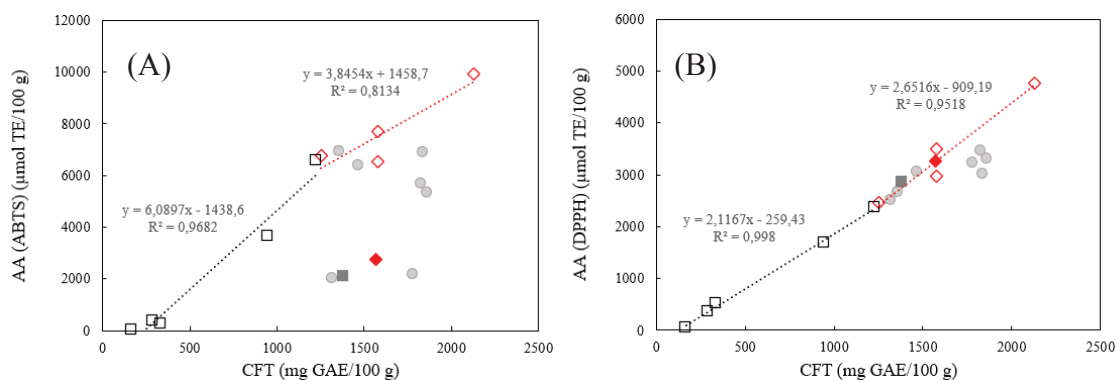 (A)
AA (ABTS) (µmol TE/100 g)
12000
10000
8000
6000
4000
2000
0
y = 3,8454x + 1458,7
R² = 0,8134
y = 6,0897x - 1438,6
R² = 0,9682
0 500 1000 1500 2000 2500
CFT (mg GAE/100 g)
(B)
AA (DPPH) (µmol TE/100 g)
6000
5000
4000
3000
2000
1000
0
y = 2,6516x - 909,19
R² = 0,9518
y = 2,1167x - 259,43
R² = 0,998
0 500 1000 1500 2000 2500
CFT (mg GAE/100 g)